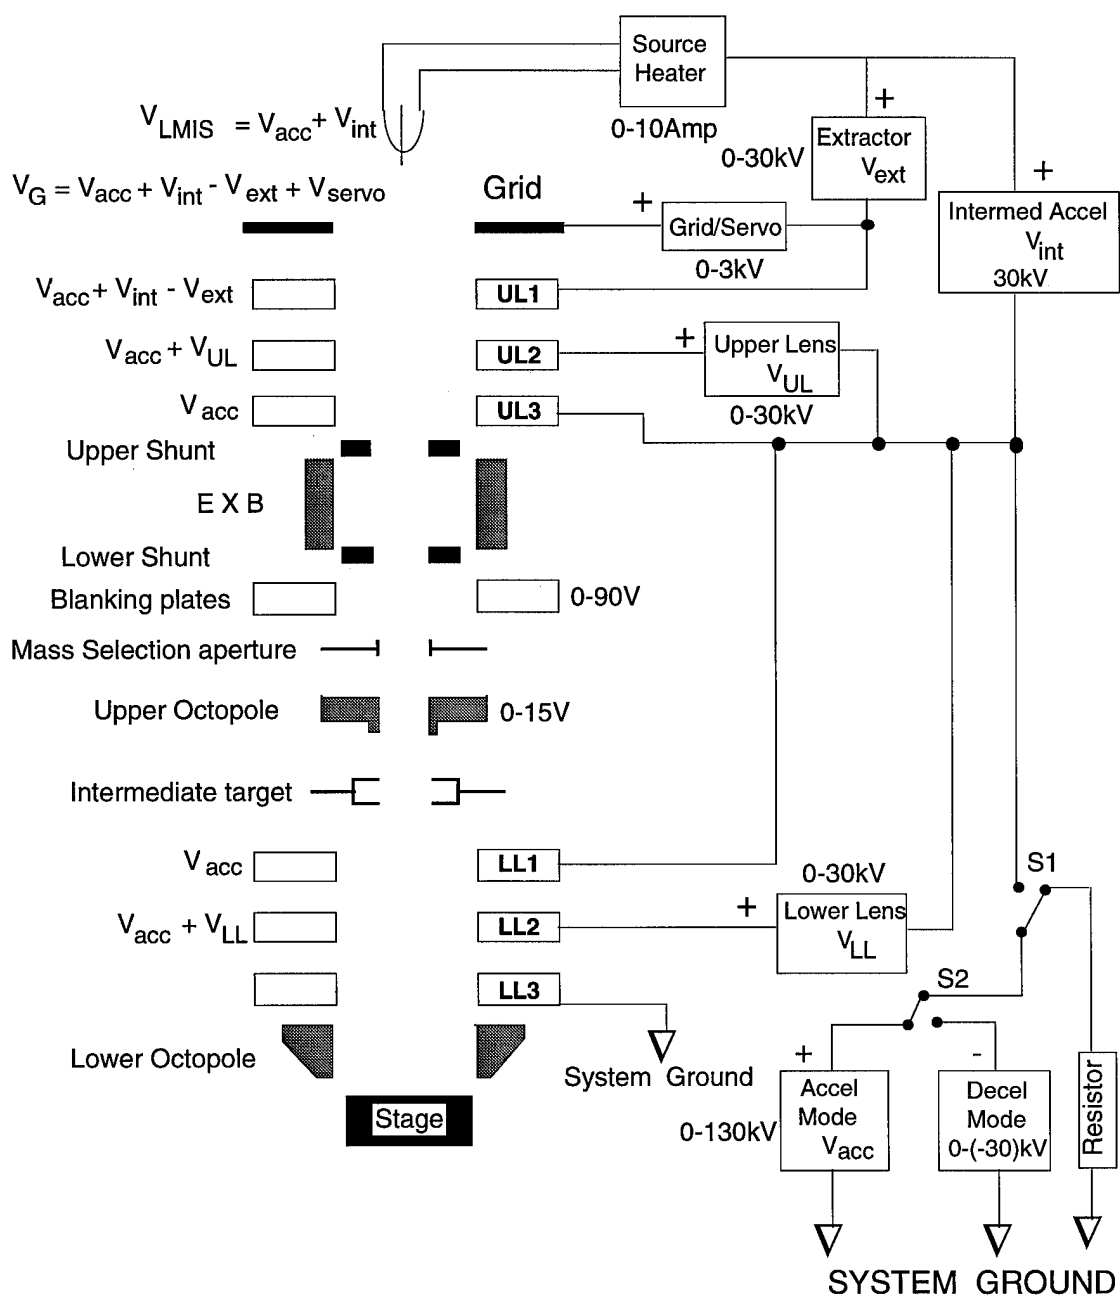 Source
Heater
0-10Amp
V_LMIS = V_acc + V_int
+
0-30kV
Extractor
V_ext
V_G = V_acc + V_int - V_ext + V_servo
Grid
+
Grid/Servo
0-3kV
+
Intermed Accel
V_int
30kV
V_acc + V_int - V_ext
UL1
V_acc + V_UL
UL2
+
Upper Lens
V_UL
0-30kV
V_acc
UL3
Upper Shunt
E X B
Lower Shunt
Blanking plates
0-90V
Mass Selection aperture
Upper Octopole
0-15V
Intermediate target
V_acc
LL1
V_acc + V_LL
LL2
+
0-30kV
Lower Lens
V_LL
S1
LL3
S2
Lower Octopole
System Ground
Stage
0-130kV
+
Accel
Mode
V_acc
-
Decel
Mode
0-(-30)kV
Resistor
SYSTEM GROUND